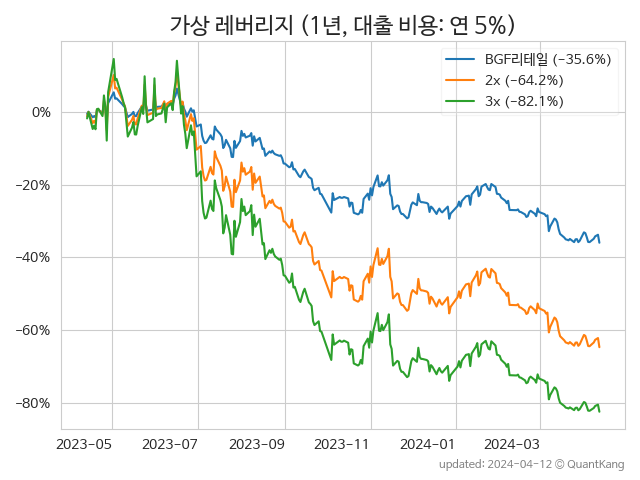 가상 레버리지 (1년, 대출 비용: 연 5%)
BGF리테일 (−35.6%)
2x (−64.2%)
3x (−82.1%)
0%
−20%
−40%
−60%
−80%
2023-05 2023-07 2023-09 2023-11 2024-01 2024-03
updated: 2024-04-12 © QuantKang